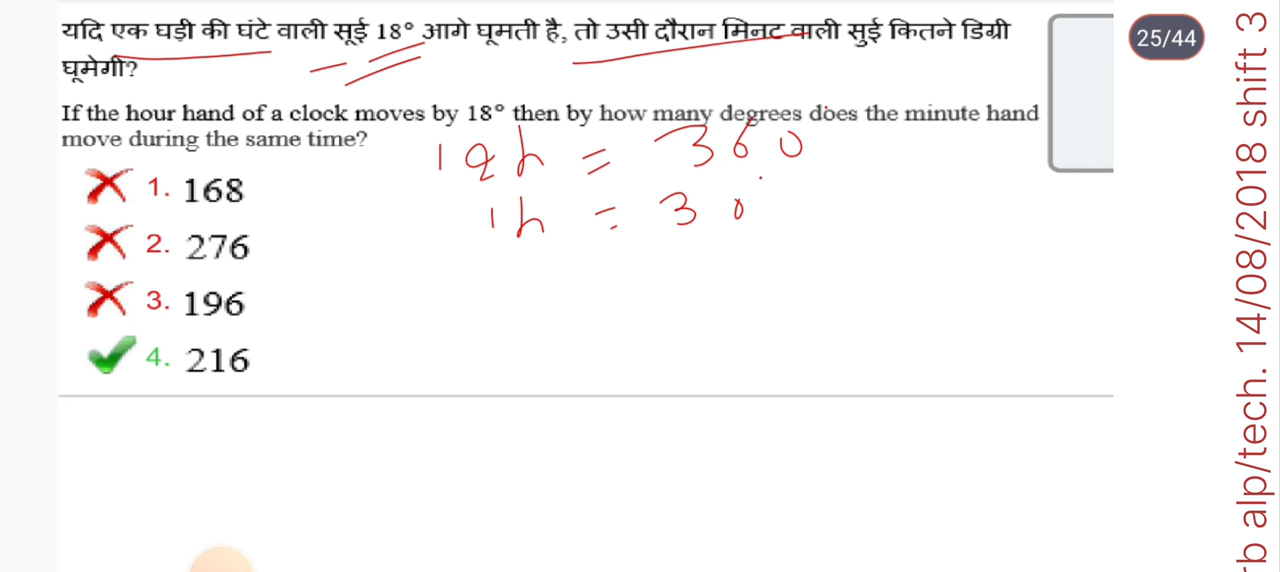 यदि एक घड़ी की घंटे वाली सूई 18° आगे घूमती है, तो उसी दौरान मिनट वाली सुई कितने डिग्री
घूमेगी?
If the hour hand of a clock moves by 18° then by how many degrees does the minute hand
move during the same time?
12h = 360
1h = 30
1. 168
2. 276
3. 196
4. 216
25/44
rb alp/tech. 14/08/2018 shift 3